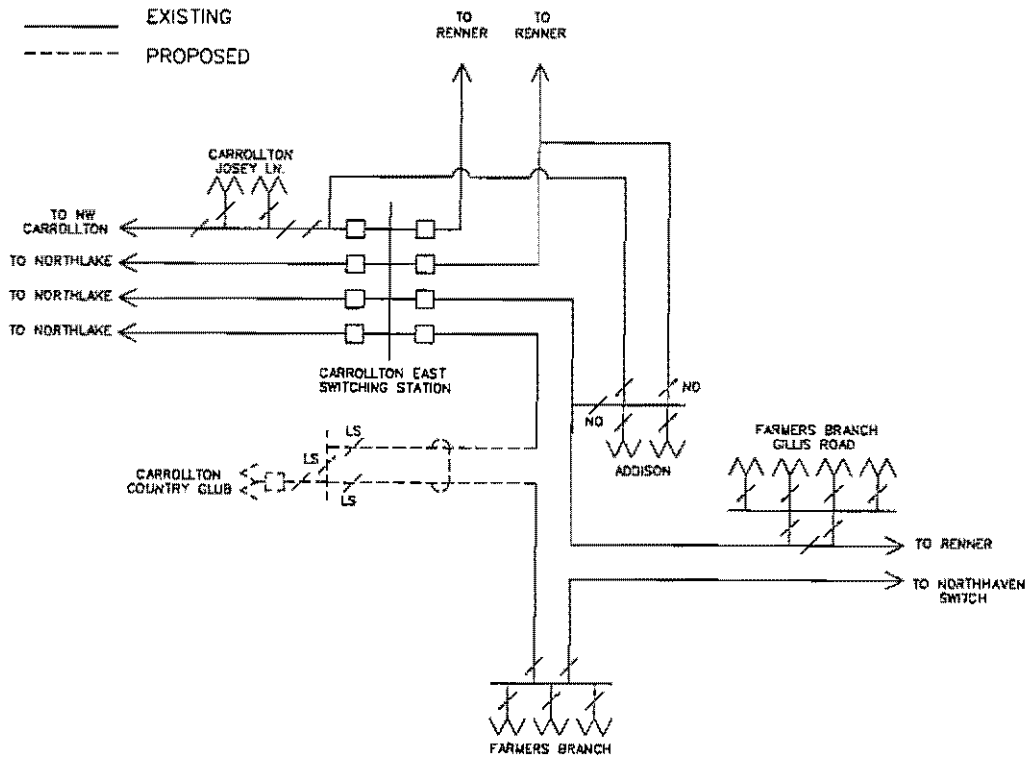 EXISTING
PROPOSED
TO
RENNER
TO
RENNER
CARROLLTON
JOSEY LN.
TO NW
CARROLLTON
TO NORTHLAKE
TO NORTHLAKE
TO NORTHLAKE
CARROLLTON EAST
SWITCHING STATION
NO
NO
ADDISON
FARMERS BRANCH
GILLIS ROAD
LS
LS
LS
CARROLLTON
COUNTRY CLUB
TO RENNER
TO NORTHHAVEN
SWITCH
FARMERS BRANCH